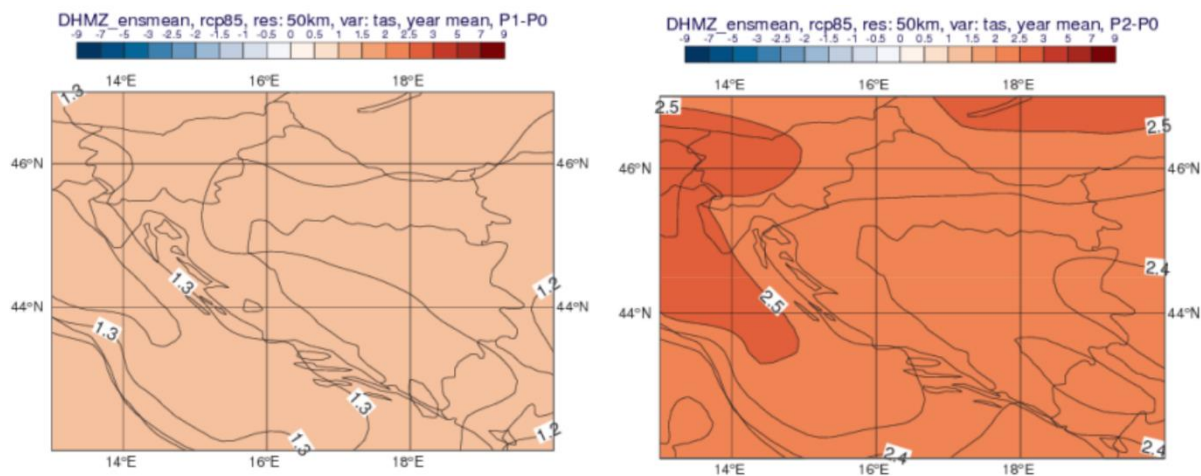 DHMZ_ensmean, rcp85, res: 50km, var: tas, year mean, P1-P0
-9 -7 -5 -3 -2.5 -2 -1.5 -1 -0.5 0 0.5 1 1.5 2 2.5 3 5 7 9
14°E 16°E 18°E
1.3
46°N 46°N
1.3
1.2
44°N 44°N
1.3
1.3
1.3
1.2
14°E 16°E 18°E
DHMZ_ensmean, rcp85, res: 50km, var: tas, year mean, P2-P0
-9 -7 -5 -3 -2.5 -2 -1.5 -1 -0.5 0 0.5 1 1.5 2 2.5 3 5 7 9
14°E 16°E 18°E
2.5
2.5
46°N 46°N
2.4
2.5
44°N 44°N
2.4
2.4
14°E 16°E 18°E